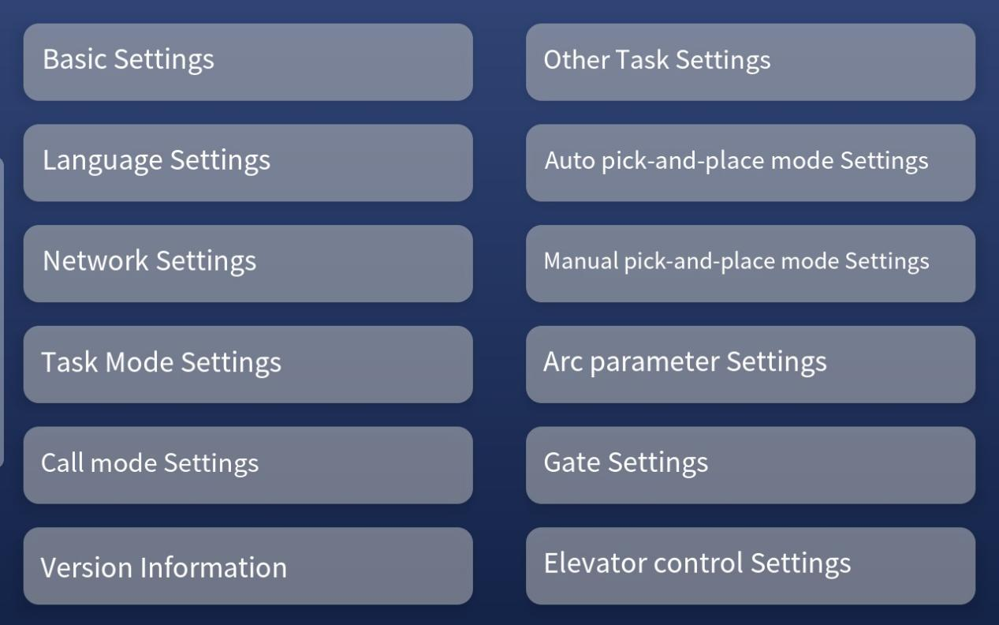 Basic Settings
Other Task Settings
Language Settings
Auto pick-and-place mode Settings
Network Settings
Manual pick-and-place mode Settings
Task Mode Settings
Arc parameter Settings
Call mode Settings
Gate Settings
Version Information
Elevator control Settings